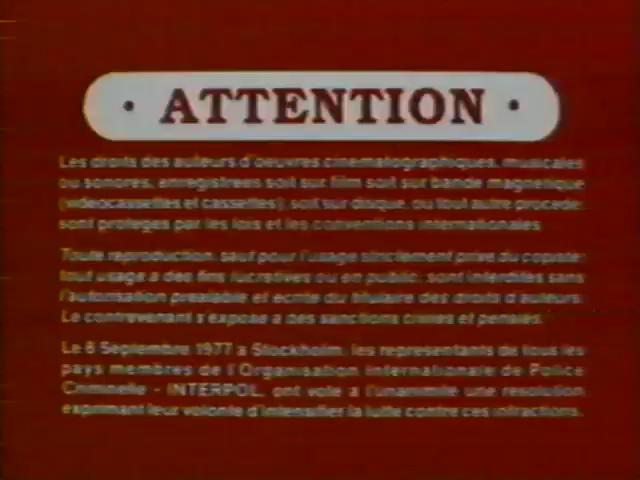 · ATTENTION ·
Les droits des auteurs d'oeuvres cinematographiques, musicales
ou sonores, enregistrees soit sur film soit sur bande magnetique
(videocassettes et cassettes), soit sur disque, ou tout autre procede,
sont proteges par les lois et les conventions internationales.
Toute reproduction, sauf pour l'usage strictement prive du copiste,
tout usage a des fins lucratives ou en public, sont interdites sans
l'autorisation prealable et ecrite du titulaire des droits d'auteurs.
Le contrevenant s'expose a des sanctions civiles et penales.
Le 8 Septembre 1977 a Stockholm, les representants de tous les
pays membres de l'Organisation Internationale de Police
Criminelle - INTERPOL, ont vote a l'unanimite une resolution
exprimant leur volonte d'intensifier la lutte contre ces infractions.